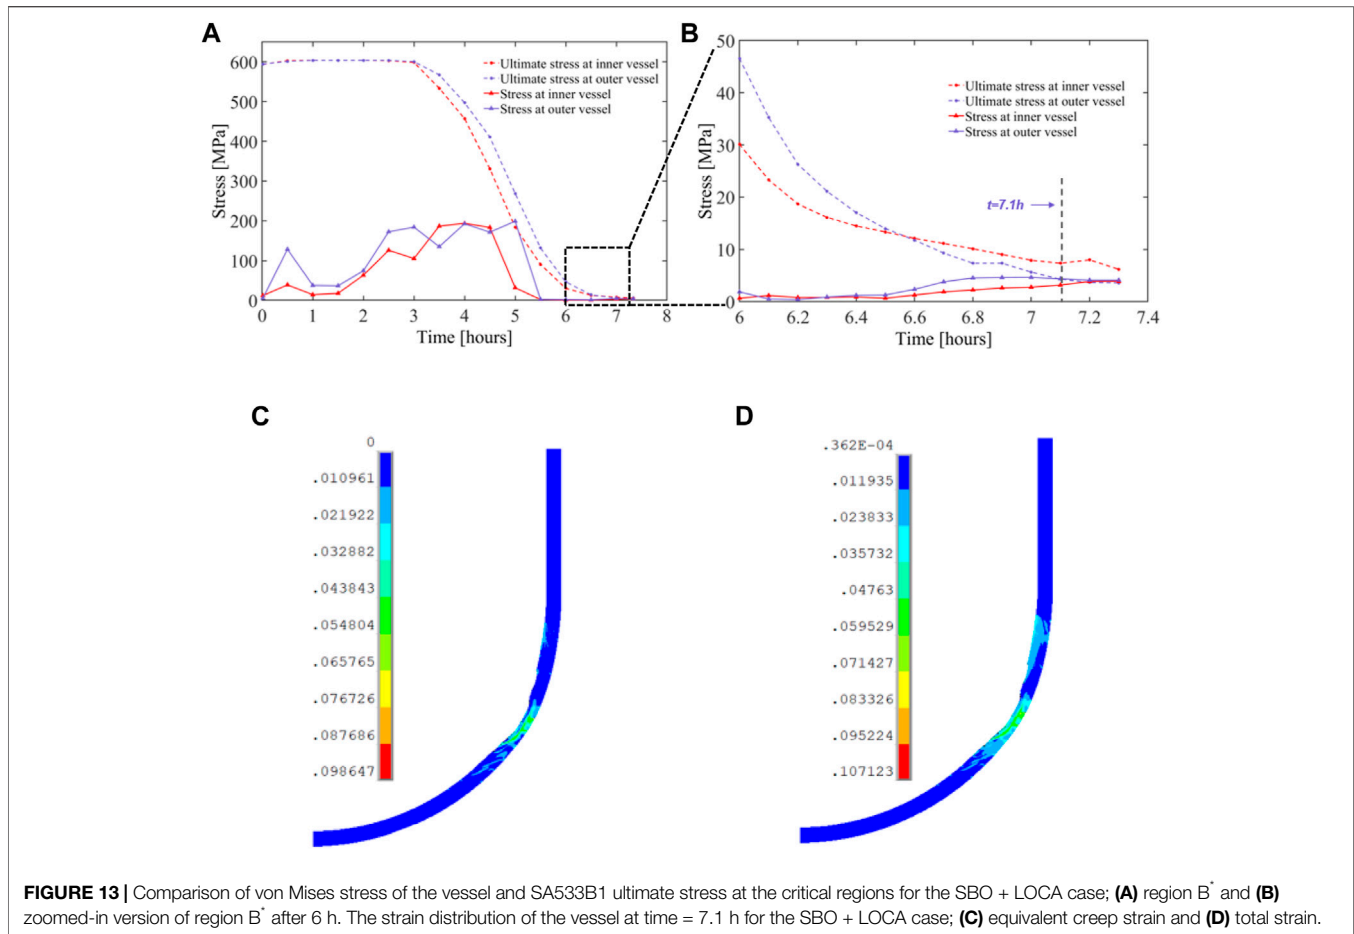 A
Stress [MPa]
600
500
400
300
200
100
0
0 1 2 3 4 5 6 7 8
Time [hours]
Ultimate stress at inner vessel
Ultimate stress at outer vessel
Stress at inner vessel
Stress at outer vessel
B
Stress [MPa]
50
40
30
20
10
0
6 6.2 6.4 6.6 6.8 7 7.2 7.4
Time [hours]
Ultimate stress at inner vessel
Ultimate stress at outer vessel
Stress at inner vessel
Stress at outer vessel
t=7.1h
C
0
.010961
.021922
.032882
.043843
.054804
.065765
.076726
.087686
.098647
D
.362E-04
.011935
.023833
.035732
.04763
.059529
.071427
.083326
.095224
.107123
FIGURE 13 | Comparison of von Mises stress of the vessel and SA533B1 ultimate stress at the critical regions for the SBO + LOCA case; (A) region B* and (B)
zoomed-in version of region B* after 6 h. The strain distribution of the vessel at time = 7.1 h for the SBO + LOCA case; (C) equivalent creep strain and (D) total strain.